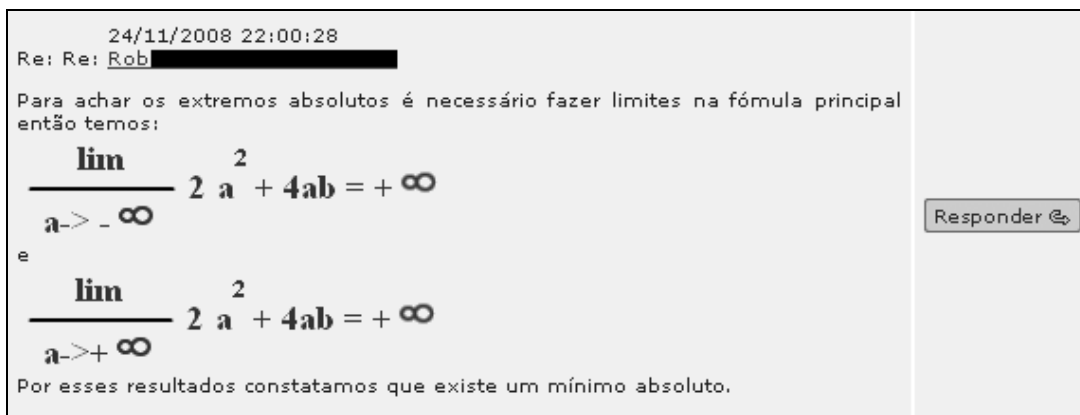 24/11/2008 22:00:28
Re: Re: Rob
Para achar os extremos absolutos é necessário fazer limites na fómula principal
então temos:
lim a-> - ∞ 2 a² + 4ab = + ∞
e
lim a->+ ∞ 2 a² + 4ab = + ∞
Por esses resultados constatamos que existe um mínimo absoluto.
Responder